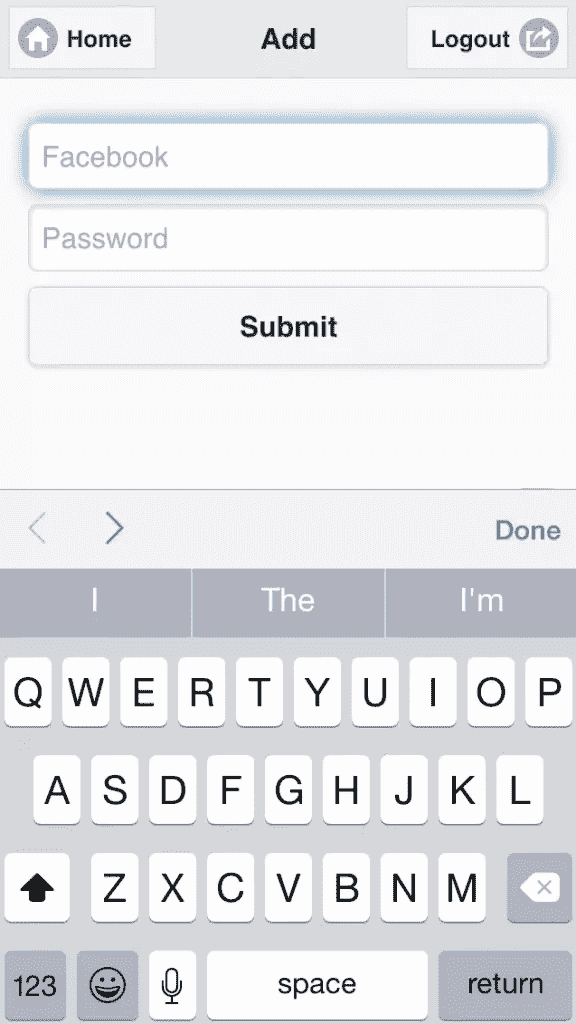 Home Add Logout
Facebook
Password
Submit
Done
I The I'm
Q W E R T Y U I O P
A S D F G H J K L
Z X C V B N M
123 space return